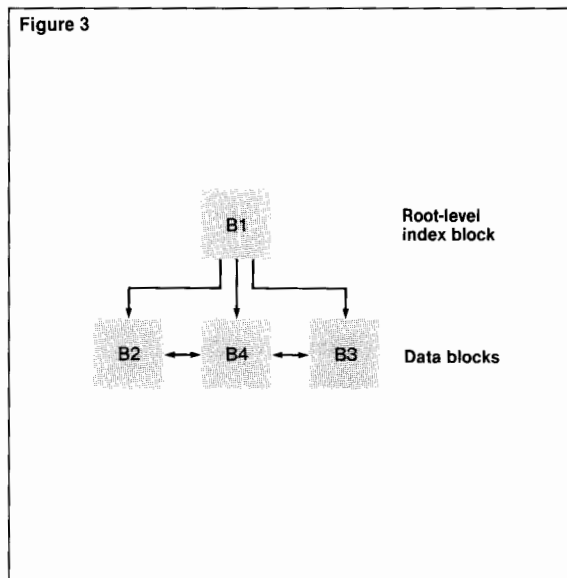 Figure 3
B1
Root-level
index block
B2
B4
B3
Data blocks